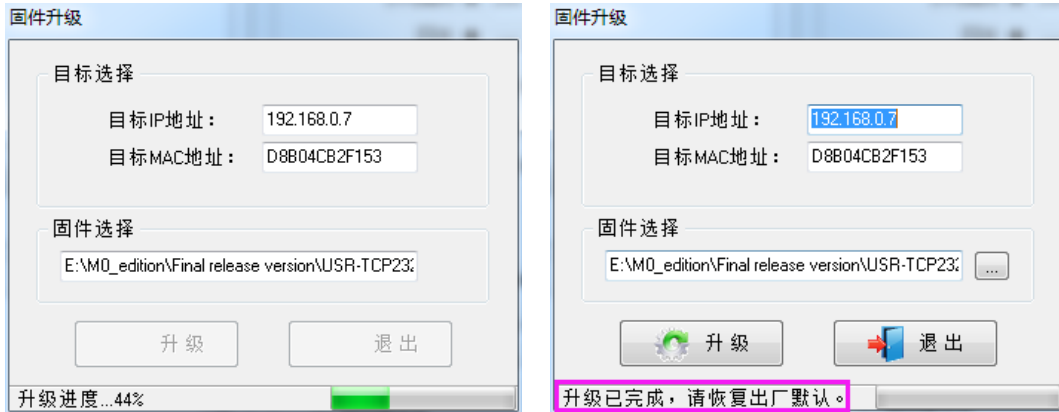 固件升级
目标选择
目标IP地址： 192.168.0.7
目标MAC地址： D8B04CB2F153
固件选择
E:\M0_edition\Final release version\USR-TCP232
升级 退出
升级进度...44%
固件升级
目标选择
目标IP地址： 192.168.0.7
目标MAC地址： D8B04CB2F153
固件选择
E:\M0_edition\Final release version\USR-TCP232 ...
升级 退出
升级已完成，请恢复出厂默认。